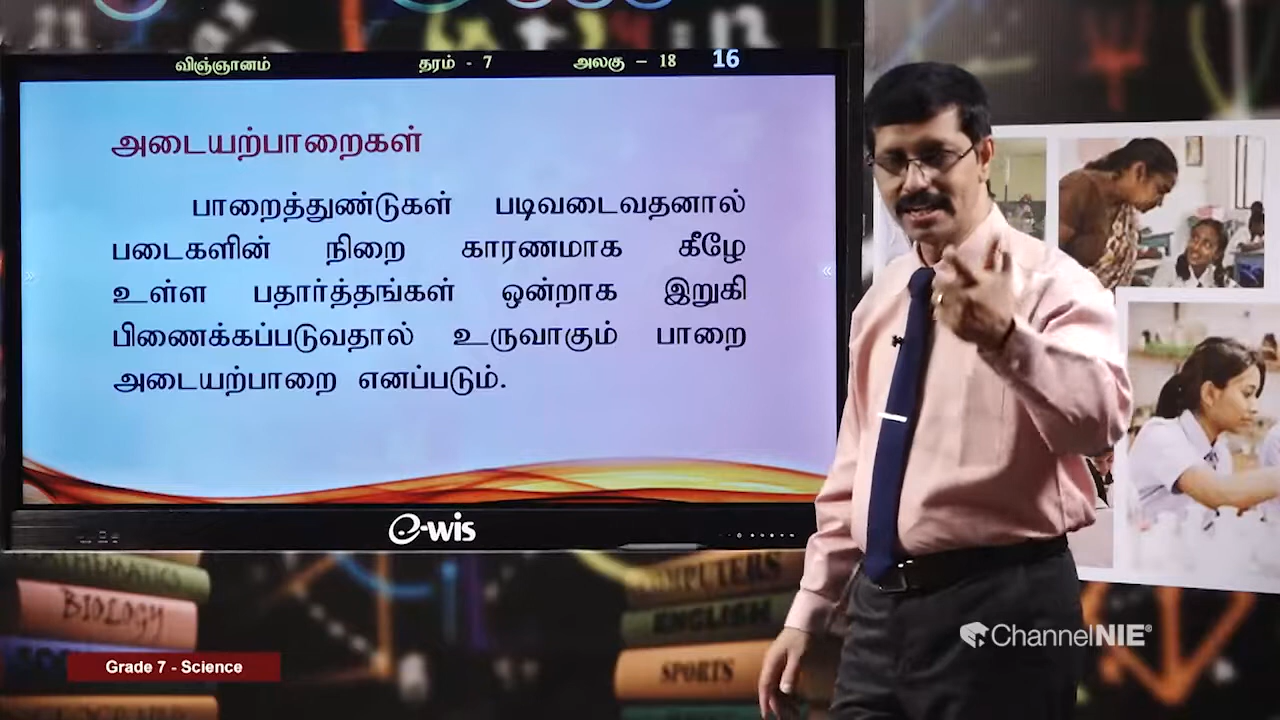 விஞ்ஞானம் தரம் - 7 அலகு - 18 16
அடையற்பாறைகள்
பாறைத்துண்டுகள் படிவடைவதனால்
படைகளின் நிறை காரணமாக கீழே
உள்ள பதார்த்தங்கள் ஒன்றாக இறுகி
பிணைக்கப்படுவதால் உருவாகும் பாறை
அடையற்பாறை எனப்படும்.
e-wis
MATHEMATICS
BIOLOGY
COMPUTERS
ENGLISH
SPORTS
ChannelNIE®
Grade 7 - Science